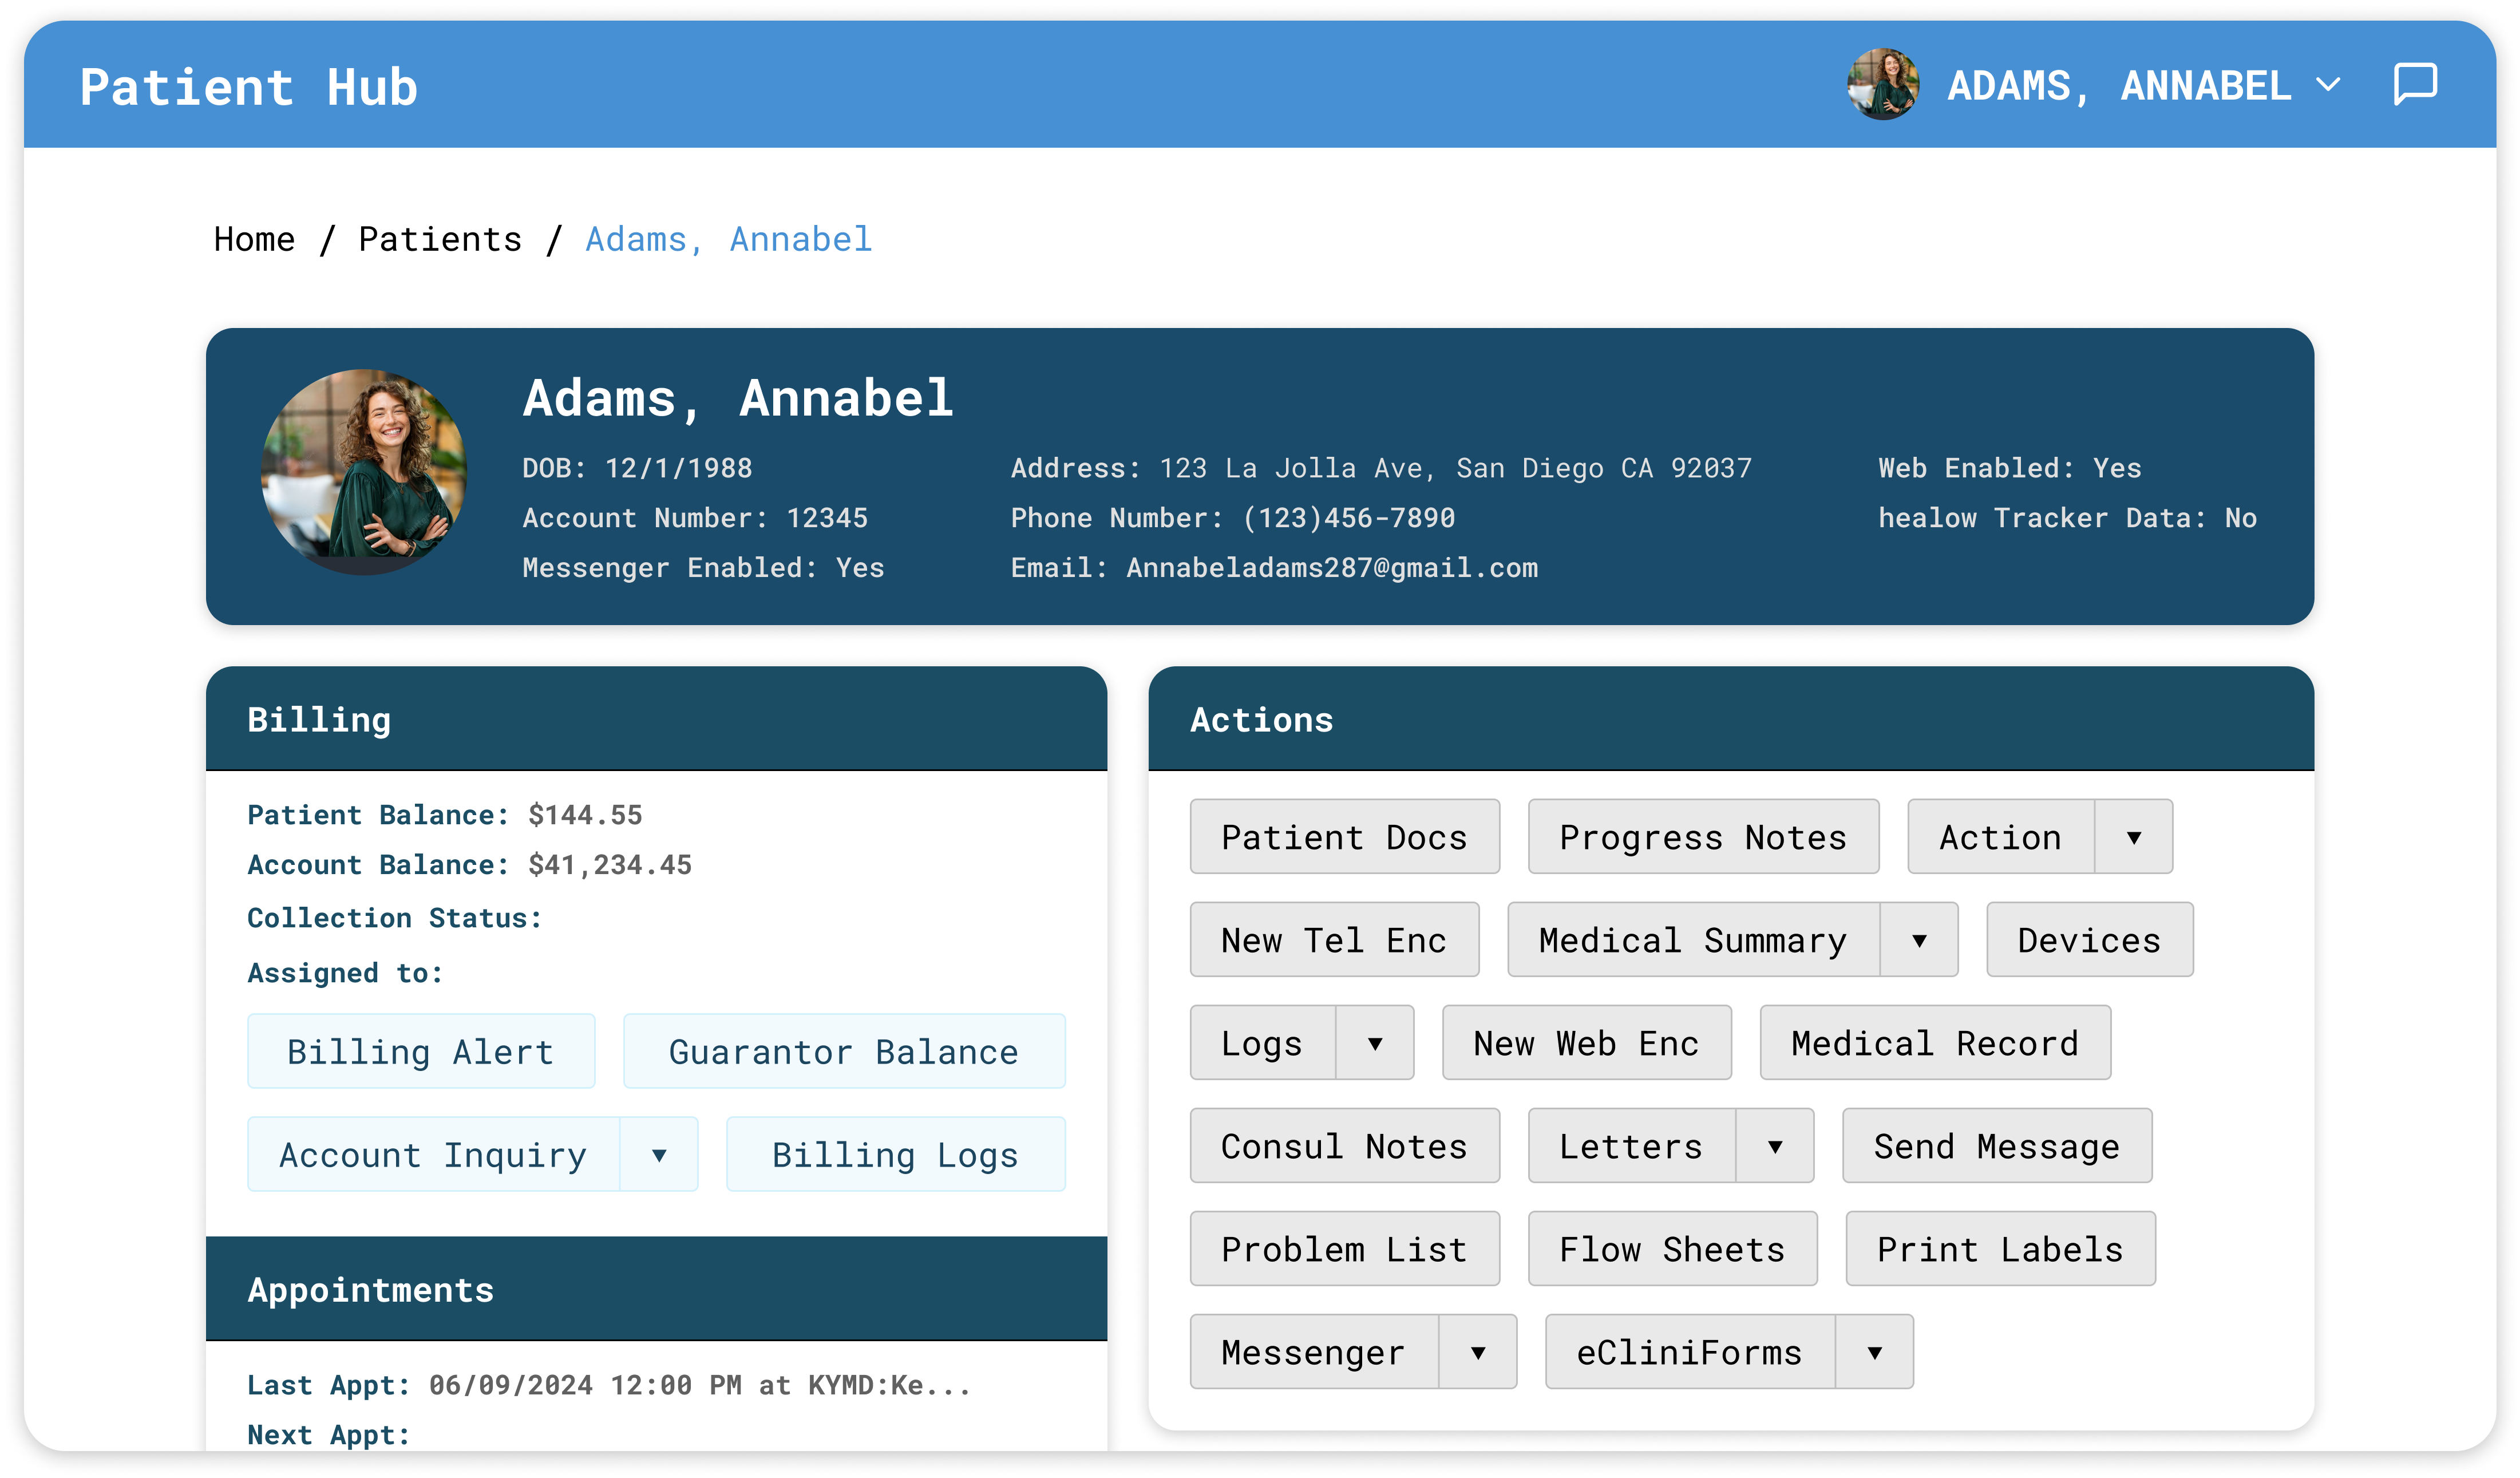 Patient Hub
ADAMS, ANNABEL
Home / Patients / Adams, Annabel
Adams, Annabel
DOB: 12/1/1988
Account Number: 12345
Messenger Enabled: Yes
Address: 123 La Jolla Ave, San Diego CA 92037
Phone Number: (123)456-7890
Email: Annabeladams287@gmail.com
Web Enabled: Yes
healow Tracker Data: No
Billing
Patient Balance: $144.55
Account Balance: $41,234.45
Collection Status:
Assigned to:
Billing Alert Guarantor Balance
Account Inquiry ▼ Billing Logs
Appointments
Last Appt: 06/09/2024 12:00 PM at KYMD:Ke...
Next Appt:
Actions
Patient Docs Progress Notes Action ▼
New Tel Enc Medical Summary ▼ Devices
Logs ▼ New Web Enc Medical Record
Consul Notes Letters ▼ Send Message
Problem List Flow Sheets Print Labels
Messenger ▼ eCliniForms ▼